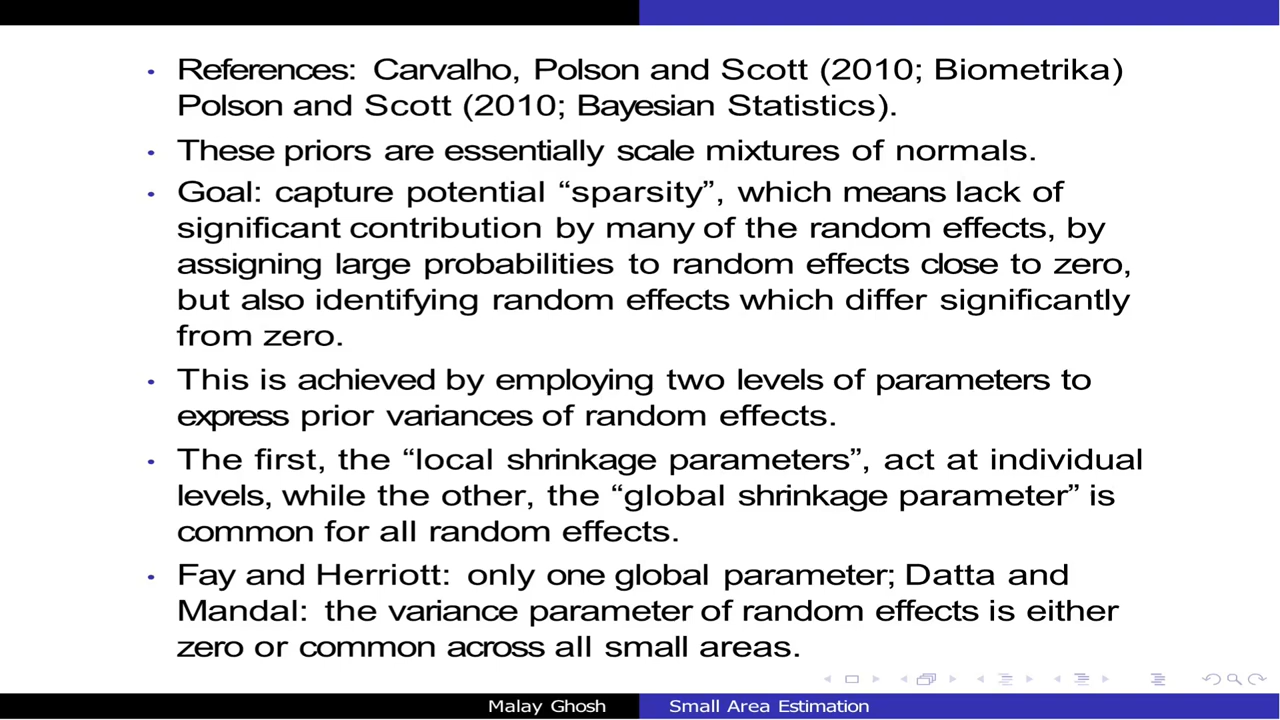 • References: Carvalho, Polson and Scott (2010; Biometrika)
Polson and Scott (2010; Bayesian Statistics).
• These priors are essentially scale mixtures of normals.
• Goal: capture potential “sparsity”, which means lack of
significant contribution by many of the random effects, by
assigning large probabilities to random effects close to zero,
but also identifying random effects which differ significantly
from zero.
• This is achieved by employing two levels of parameters to
express prior variances of random effects.
• The first, the “local shrinkage parameters”, act at individual
levels, while the other, the “global shrinkage parameter” is
common for all random effects.
• Fay and Herriott: only one global parameter; Datta and
Mandal: the variance parameter of random effects is either
zero or common across all small areas.
Malay Ghosh
Small Area Estimation